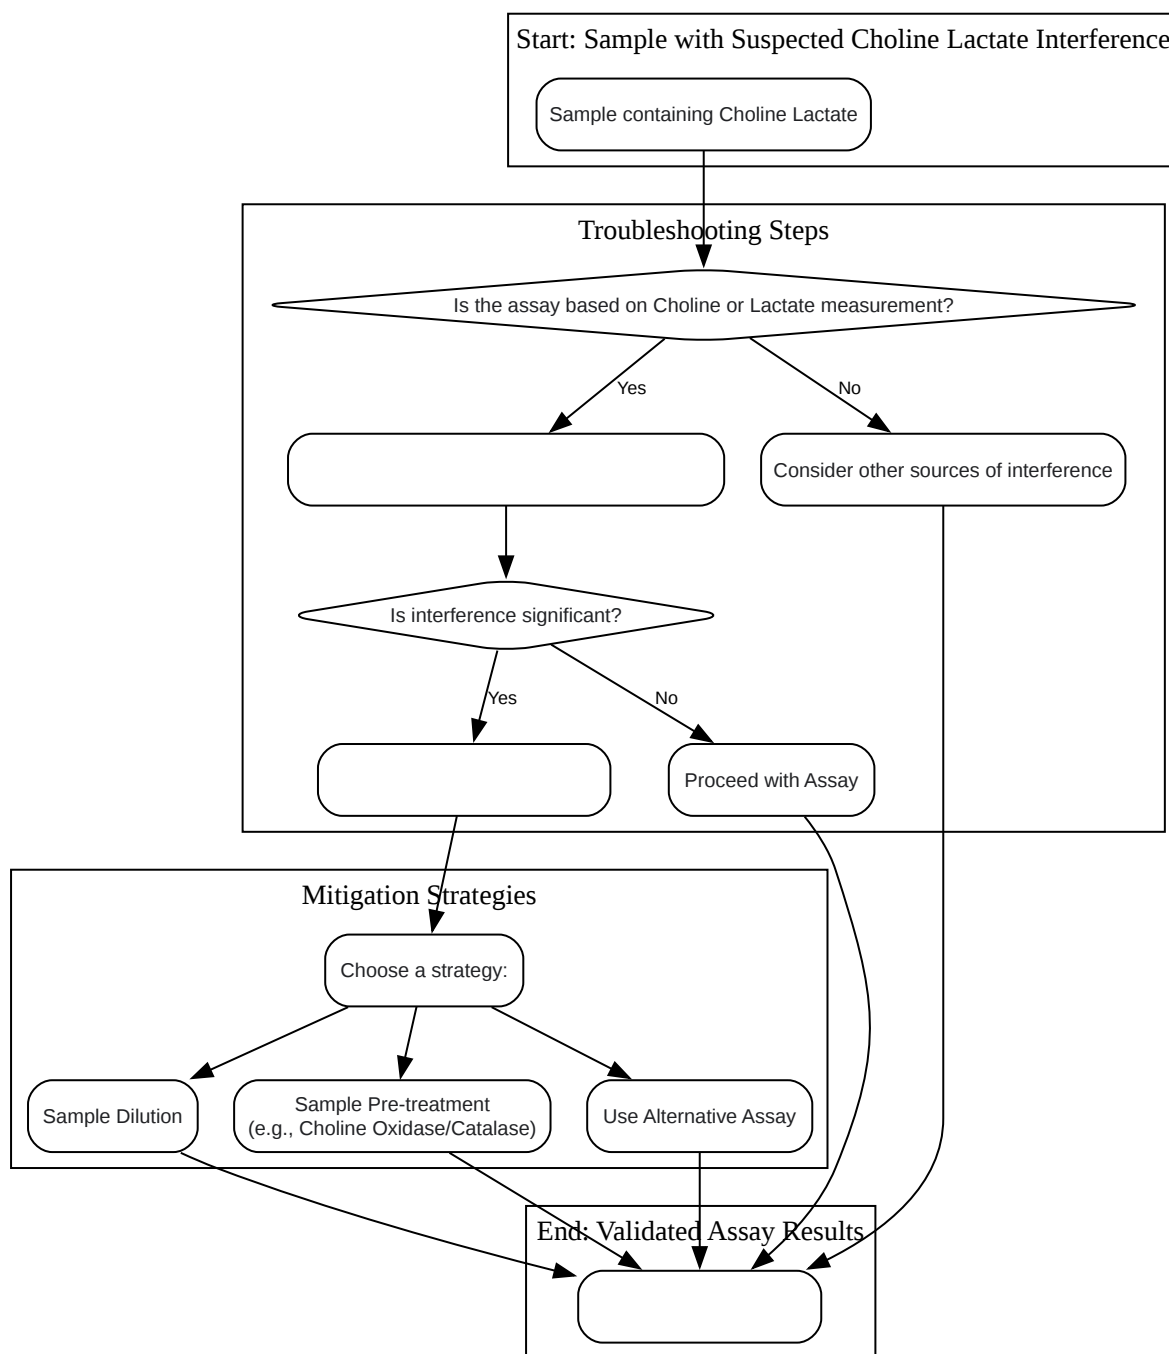 Start: Sample with Suspected Choline Lactate Interference
Sample containing Choline Lactate
Troubleshooting Steps
Is the assay based on Choline or Lactate measurement?
Yes
No
Consider other sources of interference
Is interference significant?
Yes
No
Proceed with Assay
Mitigation Strategies
Choose a strategy:
Sample Dilution
Sample Pre-treatment
(e.g., Choline Oxidase/Catalase)
Use Alternative Assay
End: Validated Assay Results